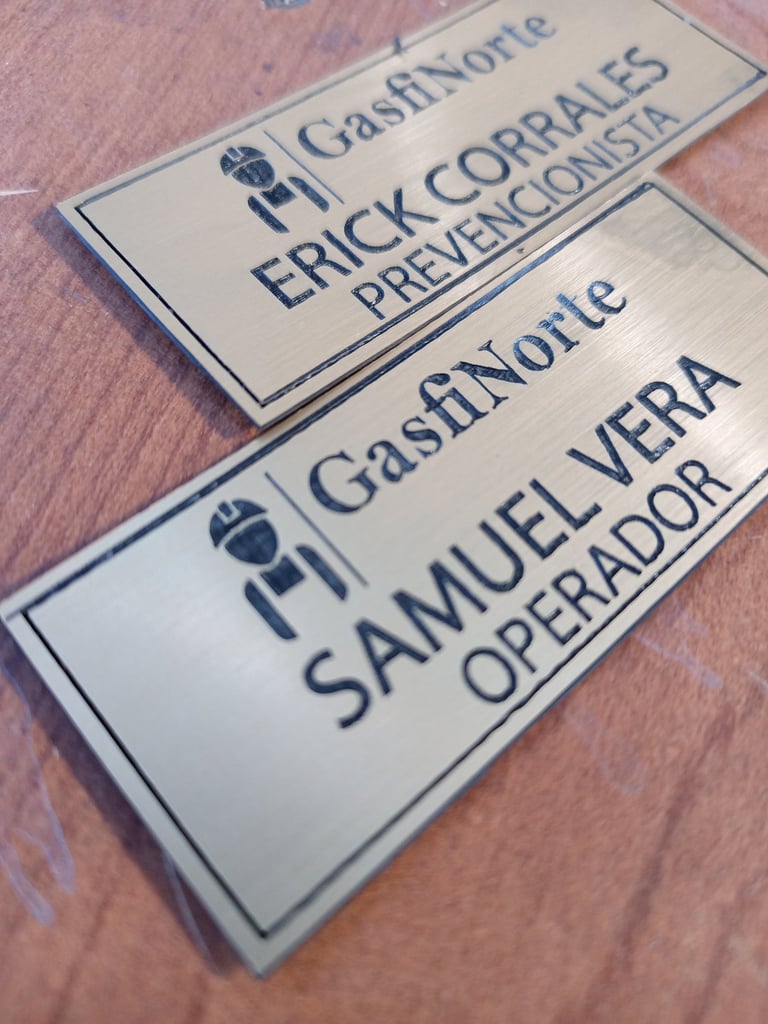 GasfiNorte
ERICK CORRALES
PREVENCIONISTA
GasfiNorte
SAMUEL VERA
OPERADOR